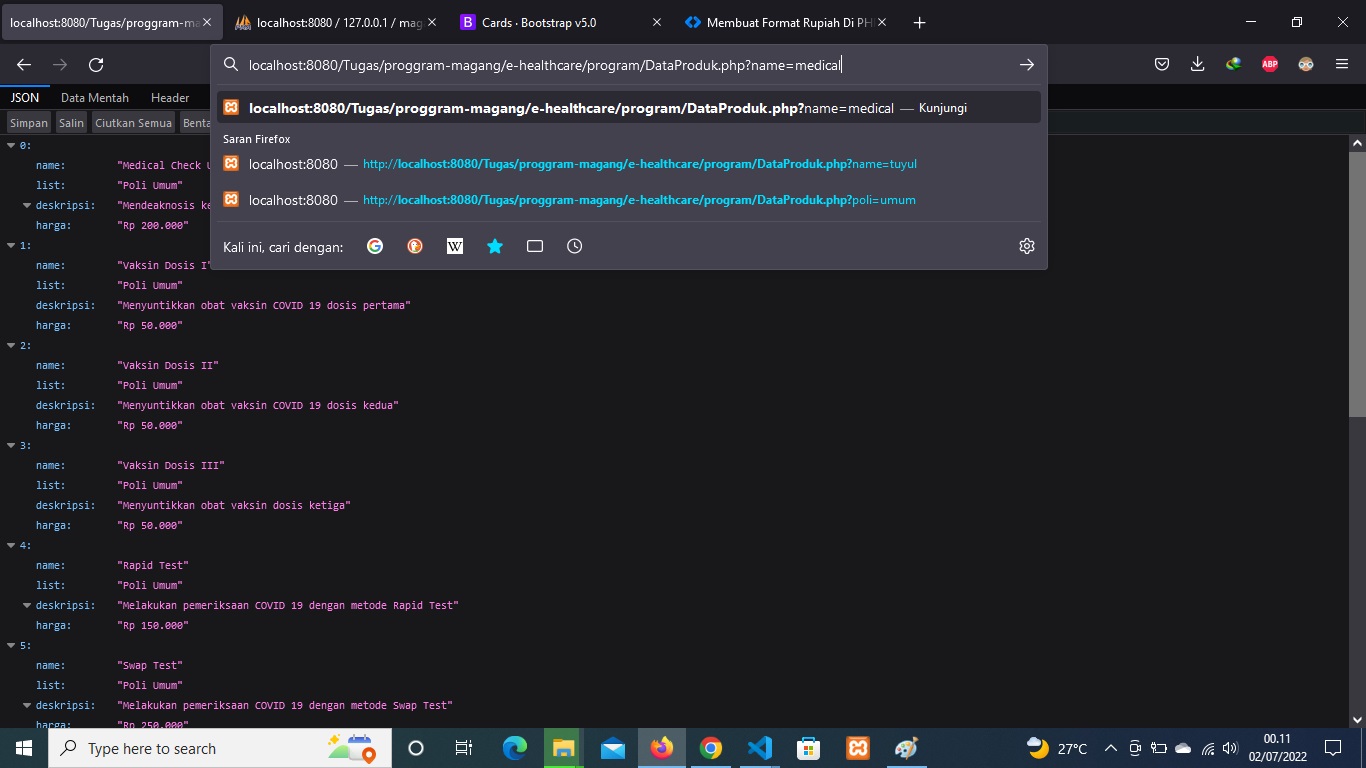 localhost:8080/Tugas/proggram-ma
localhost:8080 / 127.0.0.1 / mag
Cards · Bootstrap v5.0
Membuat Format Rupiah Di PH
localhost:8080/Tugas/proggram-magang/e-healthcare/program/DataProduk.php?name=medical
ABP
JSON Data Mentah Header
localhost:8080/Tugas/proggram-magang/e-healthcare/program/DataProduk.php?name=medical — Kunjungi
Simpan Salin Ciutkan Semua Benta
Saran Firefox
localhost:8080 — http://localhost:8080/Tugas/proggram-magang/e-healthcare/program/DataProduk.php?name=tuyul
localhost:8080 — http://localhost:8080/Tugas/proggram-magang/e-healthcare/program/DataProduk.php?poli=umum
Kali ini, cari dengan:
W
0:
name: "Medical Check U
list: "Poli Umum"
deskripsi: "Mendeaknosis ke
harga: "Rp 200.000"
1:
name: "Vaksin Dosis I"
list: "Poli Umum"
deskripsi: "Menyuntikkan obat vaksin COVID 19 dosis pertama"
harga: "Rp 50.000"
2:
name: "Vaksin Dosis II"
list: "Poli Umum"
deskripsi: "Menyuntikkan obat vaksin COVID 19 dosis kedua"
harga: "Rp 50.000"
3:
name: "Vaksin Dosis III"
list: "Poli Umum"
deskripsi: "Menyuntikkan obat vaksin dosis ketiga"
harga: "Rp 50.000"
4:
name: "Rapid Test"
list: "Poli Umum"
deskripsi: "Melakukan pemeriksaan COVID 19 dengan metode Rapid Test"
harga: "Rp 150.000"
5:
name: "Swap Test"
list: "Poli Umum"
deskripsi: "Melakukan pemeriksaan COVID 19 dengan metode Swap Test"
harga: "Rp 250.000"
Type here to search
27°C
00.11
02/07/2022